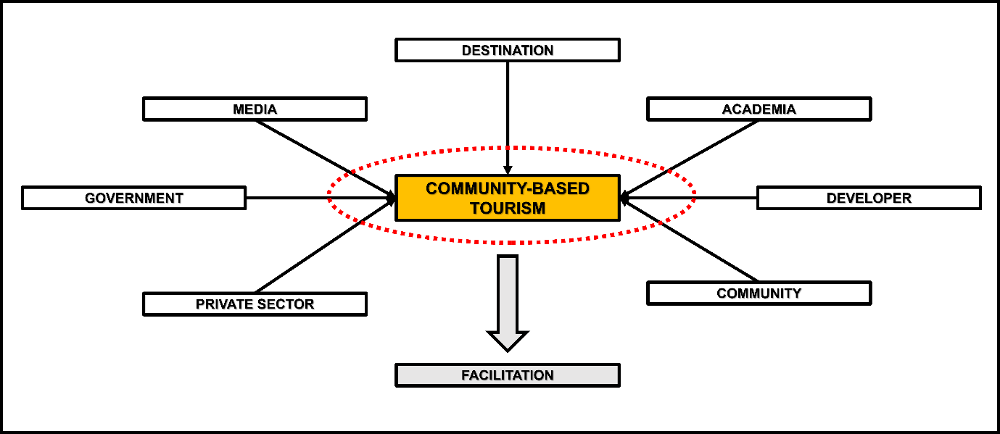 DESTINATION
MEDIA
ACADEMIA
COMMUNITY-BASED
TOURISM
GOVERNMENT
DEVELOPER
PRIVATE SECTOR
COMMUNITY
FACILITATION